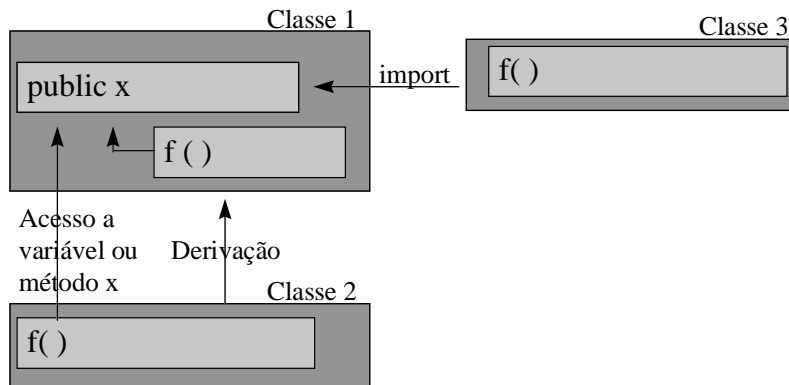 Classe 1
Classe 3
public x
import
f( )
f ( )
Acesso a
variável ou
método x
Derivação
Classe 2
f( )